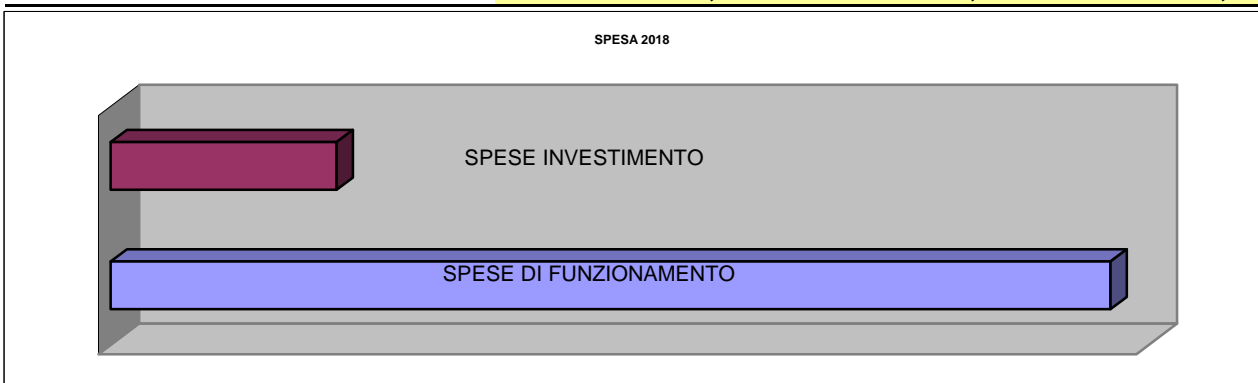 SPESA 2018
SPESE INVESTIMENTO
SPESE DI FUNZIONAMENTO